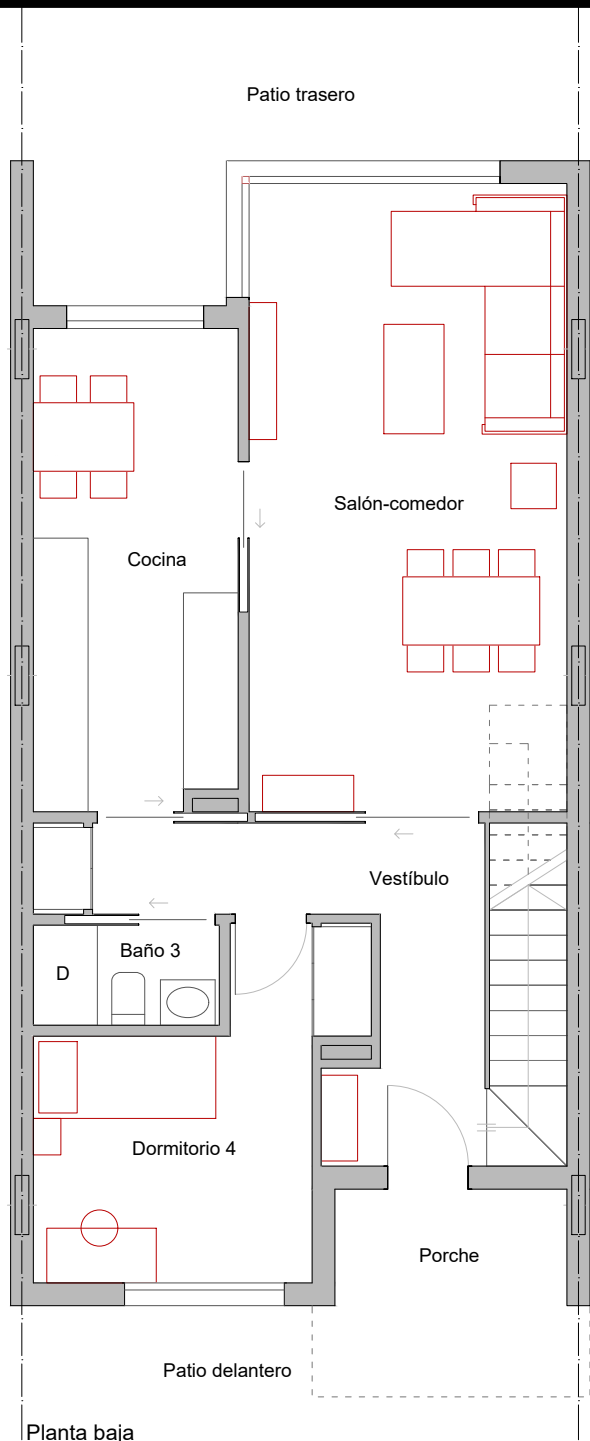 Patio trasero
Salón-comedor
Cocina
Vestíbulo
Baño 3
D
Dormitorio 4
Porche
Patio delantero
Planta baja